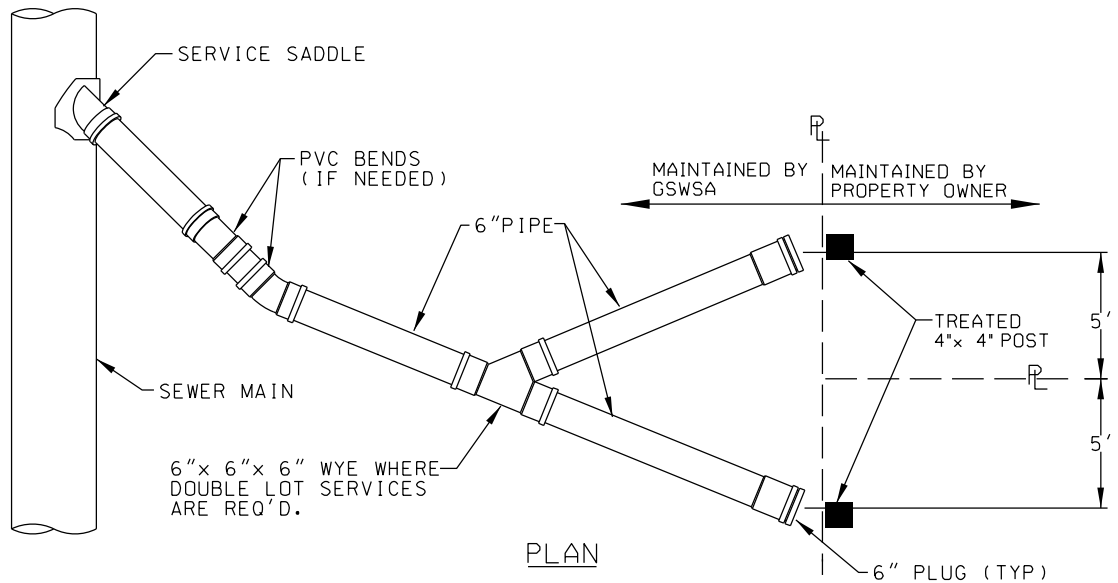 SERVICE SADDLE
PVC BENDS
(IF NEEDED)
PL
MAINTAINED BY
GSWSA
MAINTAINED BY
PROPERTY OWNER
6"PIPE
TREATED
4"x 4" POST
5'
PL
5'
SEWER MAIN
6"x 6"x 6" WYE WHERE
DOUBLE LOT SERVICES
ARE REQ'D.
PLAN
6" PLUG (TYP)